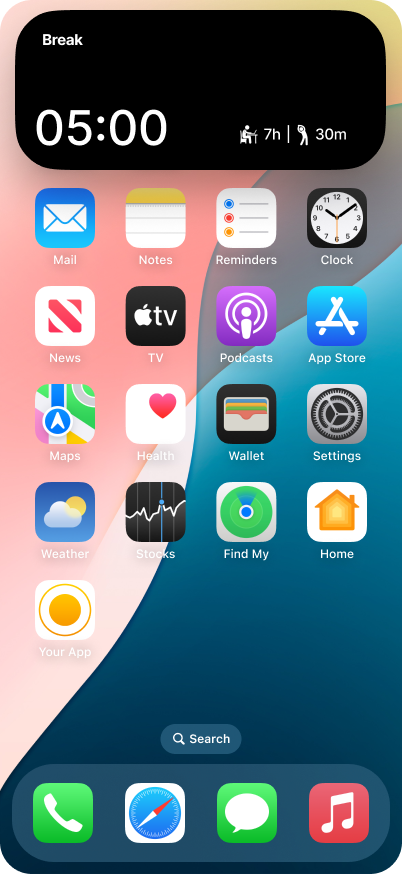 Break
05:00 7h | 30m
Mail Notes Reminders Clock
tv
News TV Podcasts App Store
Maps Health Wallet Settings
Weather Stocks Find My Home
Your App
Search